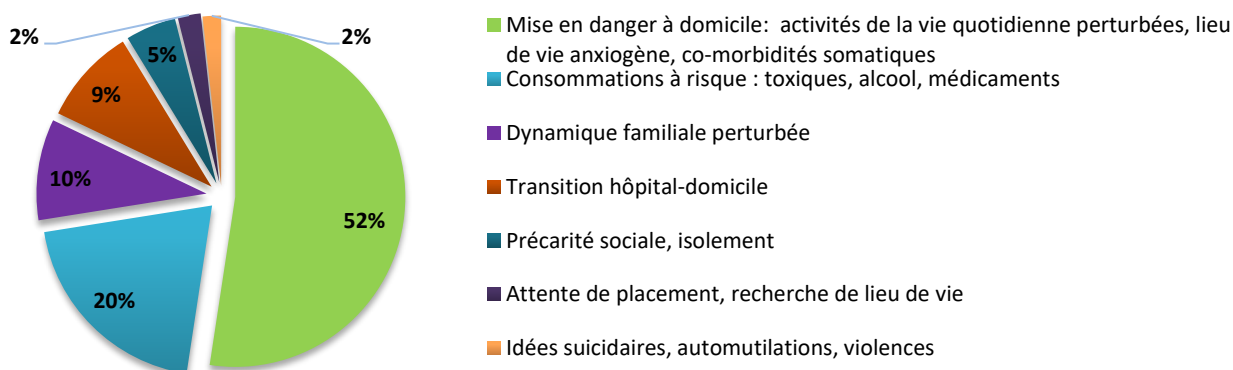 2%
2%
5%
9%
10%
52%
20%
Mise en danger à domicile: activités de la vie quotidienne perturbées, lieu
de vie anxiogène, co-morbidités somatiques
Consommations à risque : toxiques, alcool, médicaments
Dynamique familiale perturbée
Transition hôpital-domicile
Précarité sociale, isolement
Attente de placement, recherche de lieu de vie
Idées suicidaires, automutilations, violences